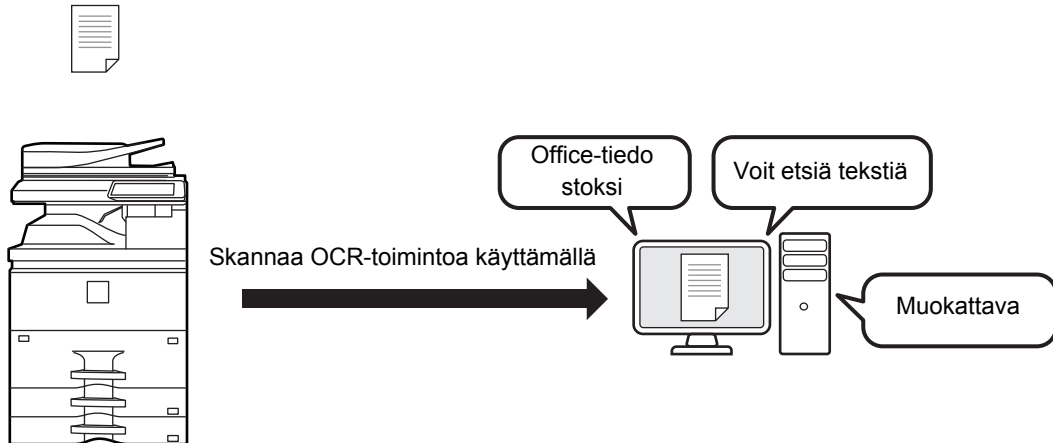 Office-tiedo
stoksi
Voit etsiä tekstiä
Skannaa OCR-toimintoa käyttämällä
Muokattava